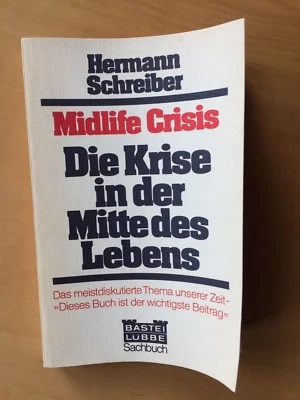 Hermann
Schreiber
Midlife Crisis
Die Krise
in der
Mitte des
Lebens
Das meistdiskutierte Thema unserer Zeit-
»Dieses Buch ist der wichtigste Beitrag«
BASTEI
LÜBBE
Sachbuch